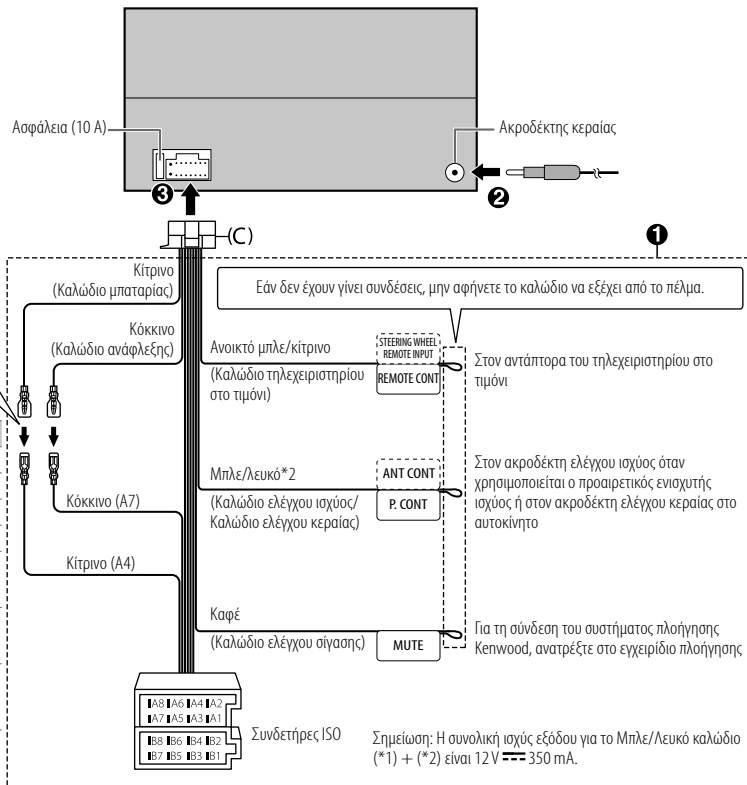 Ασφάλεια (10 A)
Ακροδέκτης κεραίας
3
2
(C)
1
Κίτρινο
(Καλώδιο μπαταρίας)
Εάν δεν έχουν γίνει συνδέσεις, μην αφήνετε το καλώδιο να εξέχει από το πέλμα.
Κόκκινο
(Καλώδιο ανάφλεξης)
Ανοικτό μπλε/κίτρινο
(Καλώδιο τηλεχειριστηρίου
στο τιμόνι)
STEERING WHEEL
REMOTE INPUT
REMOTE CONT
Στον αντάπτορα του τηλεχειριστηρίου στο
τιμόνι
Μπλε/λευκό*2
(Καλώδιο ελέγχου ισχύος/
Καλώδιο ελέγχου κεραίας)
ANT CONT
P. CONT
Στον ακροδέκτη ελέγχου ισχύος όταν
χρησιμοποιείται ο προαιρετικός ενισχυτής
ισχύος ή στον ακροδέκτη ελέγχου κεραίας στο
αυτοκίνητο
Κόκκινο (A7)
Κίτρινο (A4)
Καφέ
(Καλώδιο ελέγχου σίγασης)
MUTE
Για τη σύνδεση του συστήματος πλοήγησης
Kenwood, ανατρέξτε στο εγχειρίδιο πλοήγησης
A8 A6 A4 A2
A7 A5 A3 A1
B8 B6 B4 B2
B7 B5 B3 B1
Συνδετήρες ISO
Σημείωση: Η συνολική ισχύς εξόδου για το Μπλε/Λευκό καλώδιο
(*1) + (*2) είναι 12 V ⎓ 350 mA.